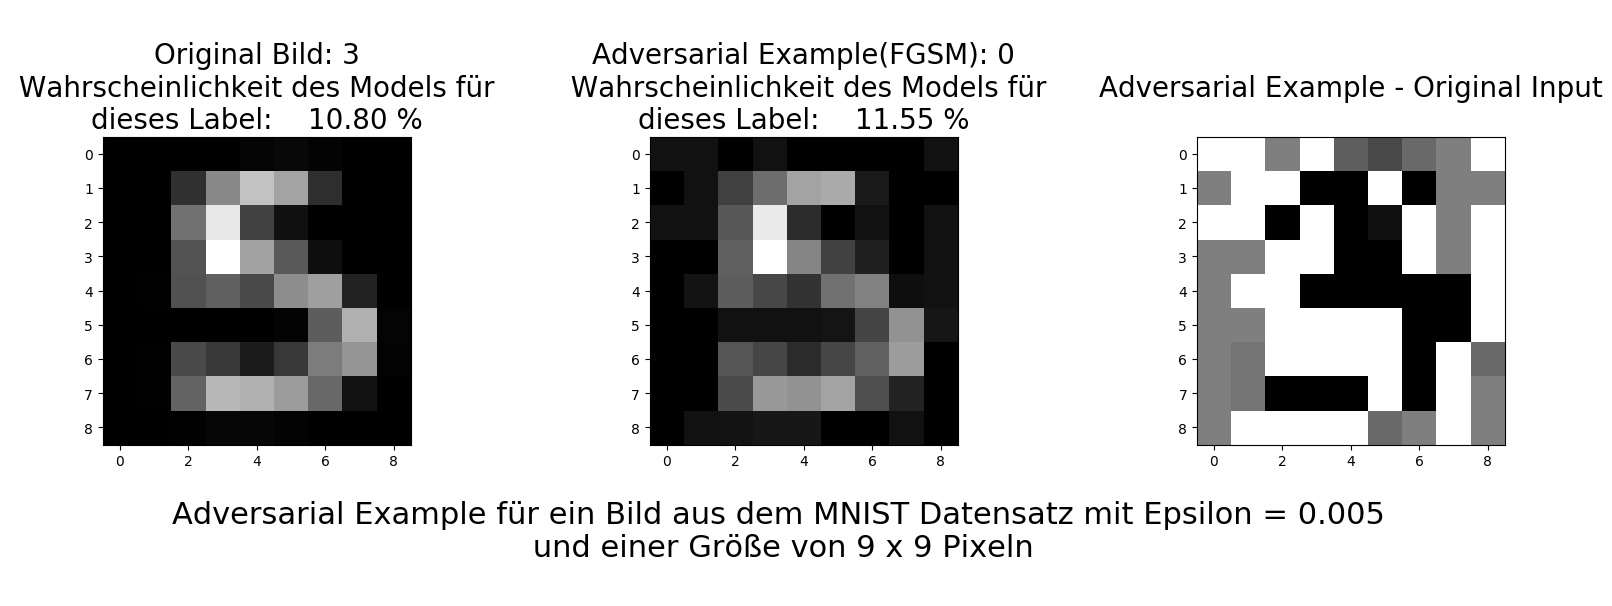 Original Bild: 3
Wahrscheinlichkeit des Models für
dieses Label: 10.80 %
0
1
2
3
4
5
6
7
8
0 2 4 6 8
Adversarial Example(FGSM): 0
Wahrscheinlichkeit des Models für
dieses Label: 11.55 %
0
1
2
3
4
5
6
7
8
0 2 4 6 8
Adversarial Example - Original Input
0
1
2
3
4
5
6
7
8
0 2 4 6 8
Adversarial Example für ein Bild aus dem MNIST Datensatz mit Epsilon = 0.005
und einer Größe von 9 x 9 Pixeln